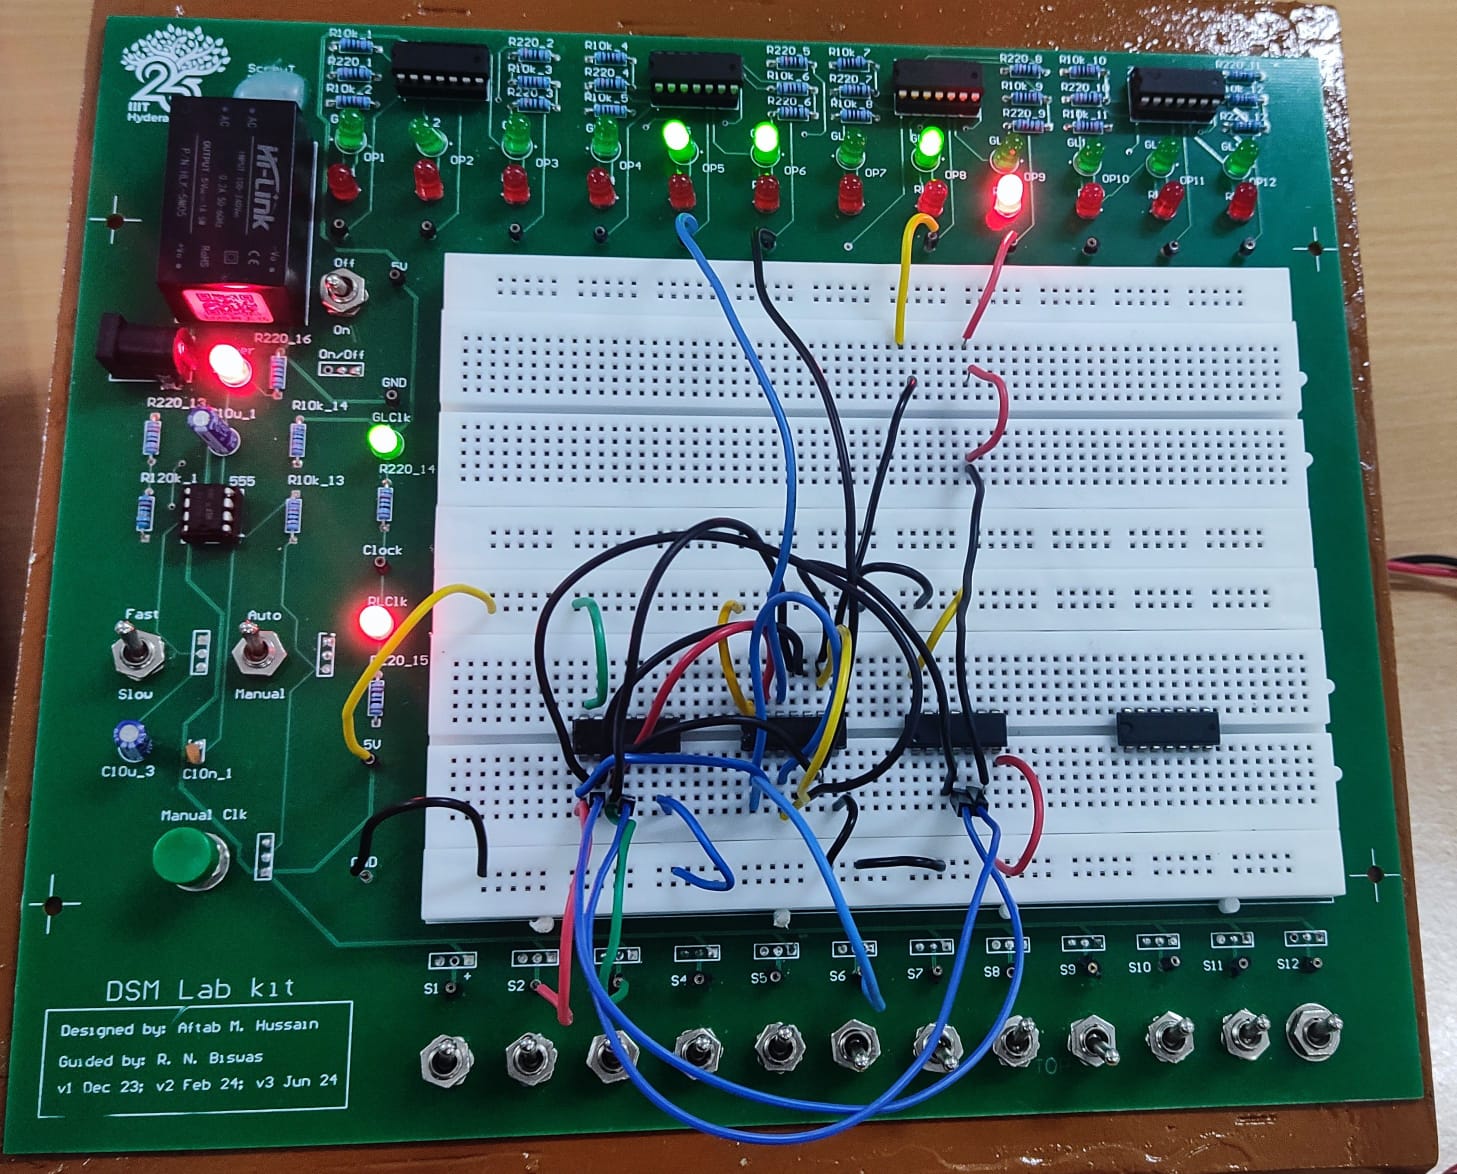 IIIT
Hydera
R10k_1
R220_1
R10k_2
R220_2
R10k_3
R220_3
R10k_4
R220_4
R10k_5
R220_5
R10k_6
R220_6
R10k_7
R220_7
R10k_8
R220_8
R10k_9
R220_9
R10k_10
R220_10
R10k_11
OP1
OP2
OP3
OP4
OP5
OP6
OP7
OP8
OP9
OP10
OP11
OP12
Hi-Link
Off
On
On/Off
5V
GND
R220_16
R220_13
R10k_14
GLClk
R220_14
R120k_1
555
R10k_13
Clock
RLClk
Fast
Slow
Auto
Manual
5V
C10u_3
C10n_1
Manual Clk
S1
S2
S4
S5
S6
S7
S8
S9
S10
S11
S12
DSM Lab kit
Designed by: Aftab M. Hussain
Guided by: R. N. Biswas
v1 Dec 23; v2 Feb 24; v3 Jun 24